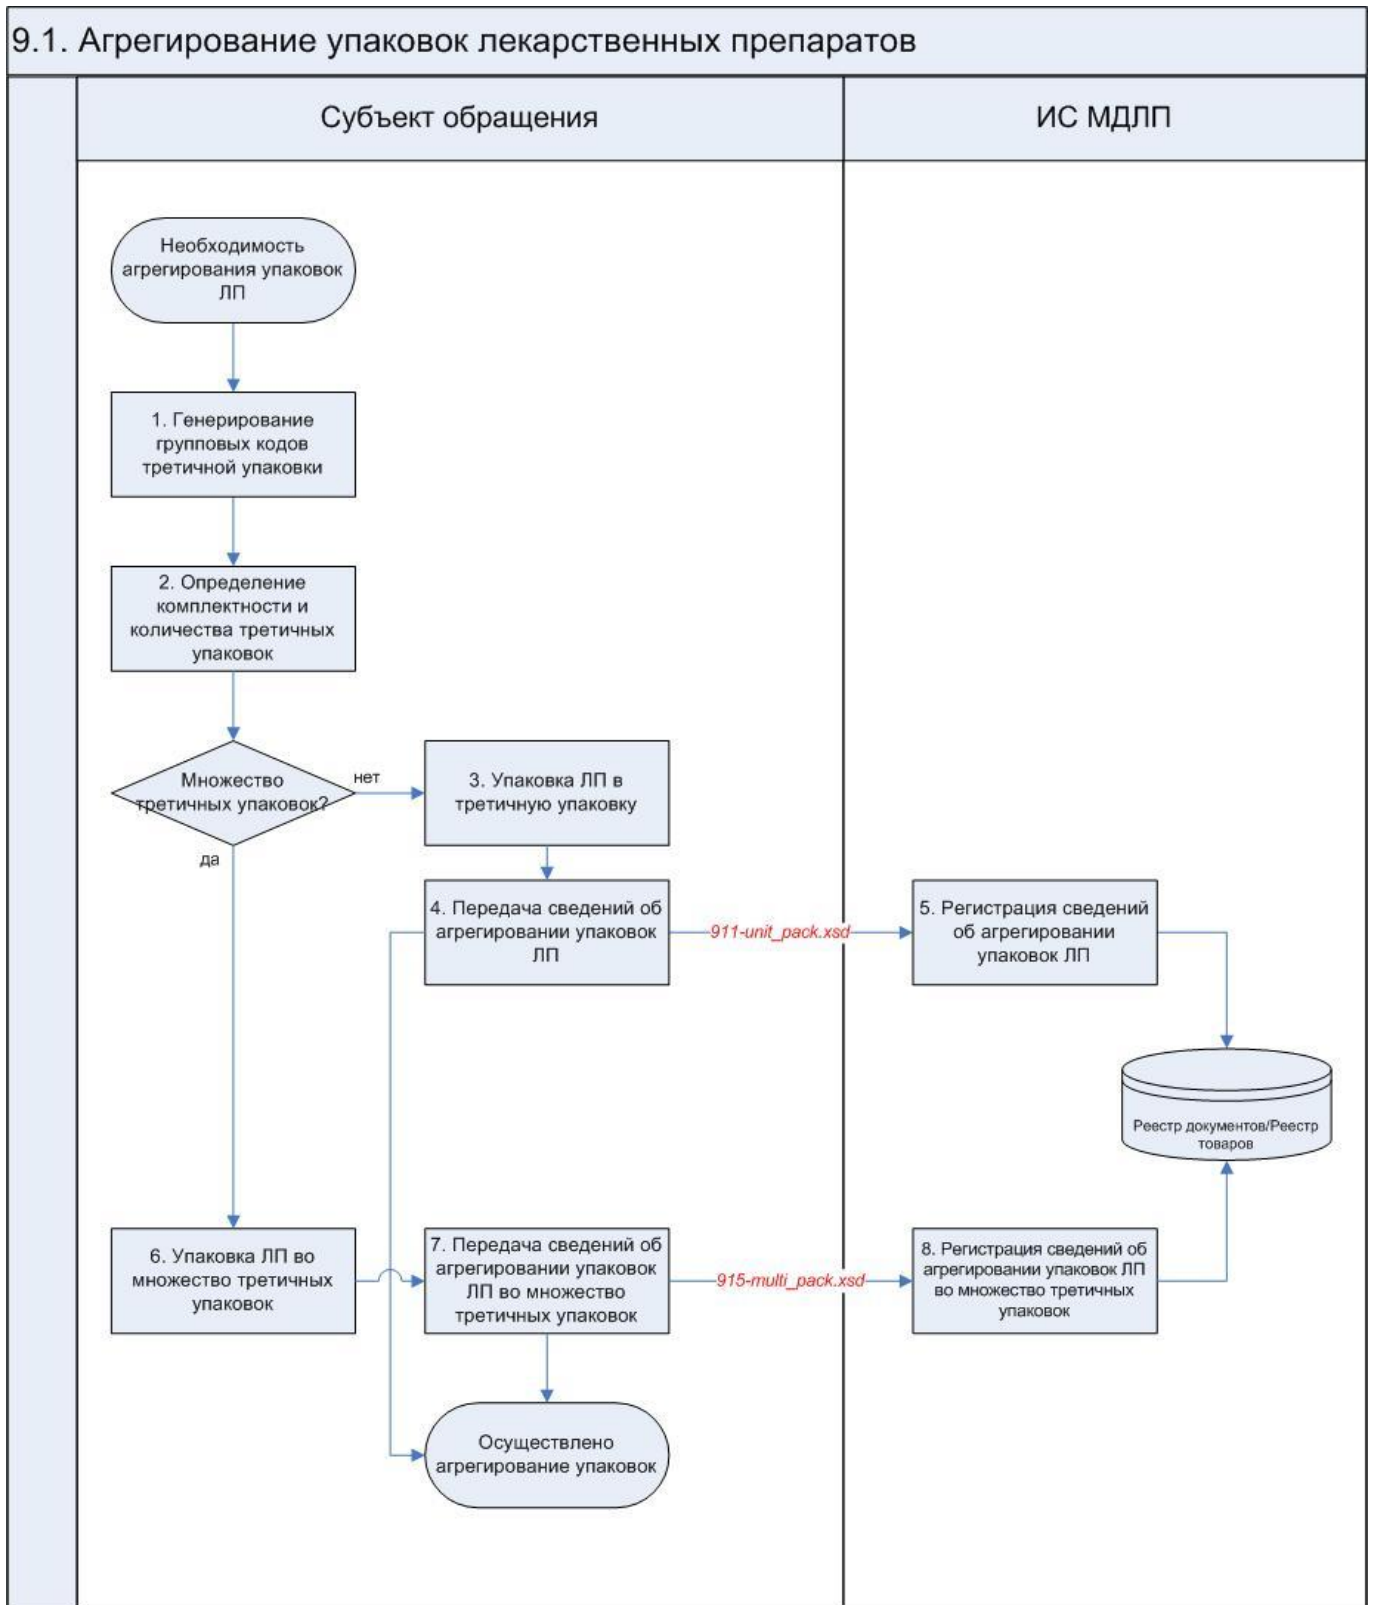 9.1. Агрегирование упаковок лекарственных препаратов
Субъект обращения
ИС МДЛП
Необходимость
агрегирования упаковок
ЛП
1. Генерирование
групповых кодов
третичной упаковки
2. Определение
комплектности и
количества третичных
упаковок
Множество
третичных упаковок?
нет
да
3. Упаковка ЛП в
третичную упаковку
4. Передача сведений об
агрегировании упаковок
ЛП
911-unit_pack.xsd
5. Регистрация сведений
об агрегировании
упаковок ЛП
Реестр документов/Реестр
товаров
6. Упаковка ЛП во
множество третичных
упаковок
7. Передача сведений об
агрегировании упаковок
ЛП во множество
третичных упаковок
915-multi_pack.xsd
8. Регистрация сведений об
агрегировании упаковок ЛП
во множество третичных
упаковок
Осуществлено
агрегирование упаковок